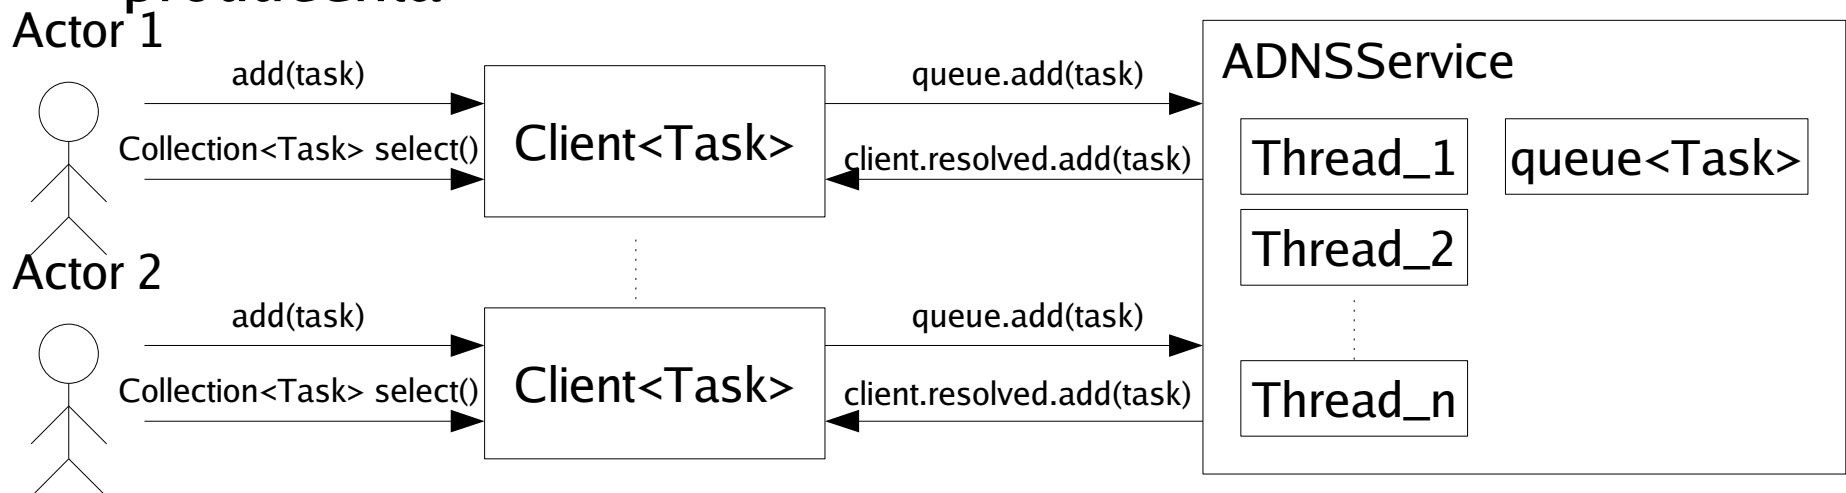 Actor 1
add(task)
Collection<Task> select()
Client<Task>
queue.add(task)
client.resolved.add(task)
ADNSService
Thread_1
queue<Task>
Thread_2
Thread_n
Actor 2
add(task)
Collection<Task> select()
Client<Task>
queue.add(task)
client.resolved.add(task)